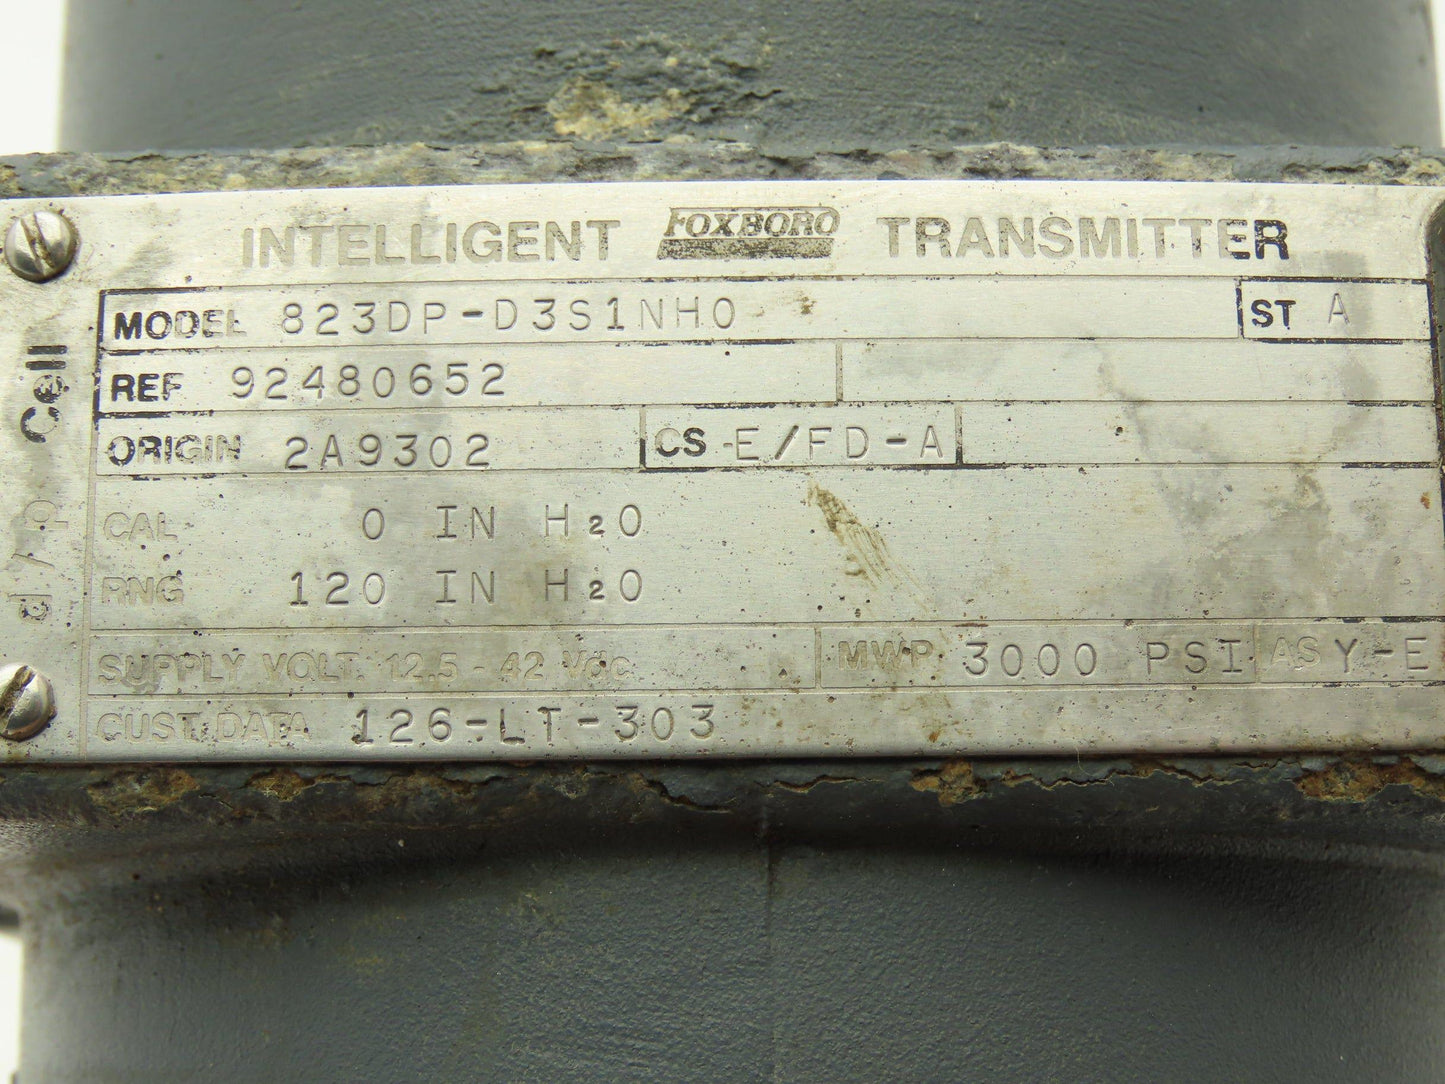 INTELLIGENT FOXBORO TRANSMITTER
MODEL 823DP-D3S1NH0 ST A
REF 92480652
ORIGIN 2A9302 CS E/FD-A
CAL 0 IN H2O
RNG 120 IN H2O
SUPPLY VOLT. 12.5 - 42 Vdc MWP 3000 PSI AS Y-E
CUST. DATA 126-LT-303
d/p Cell